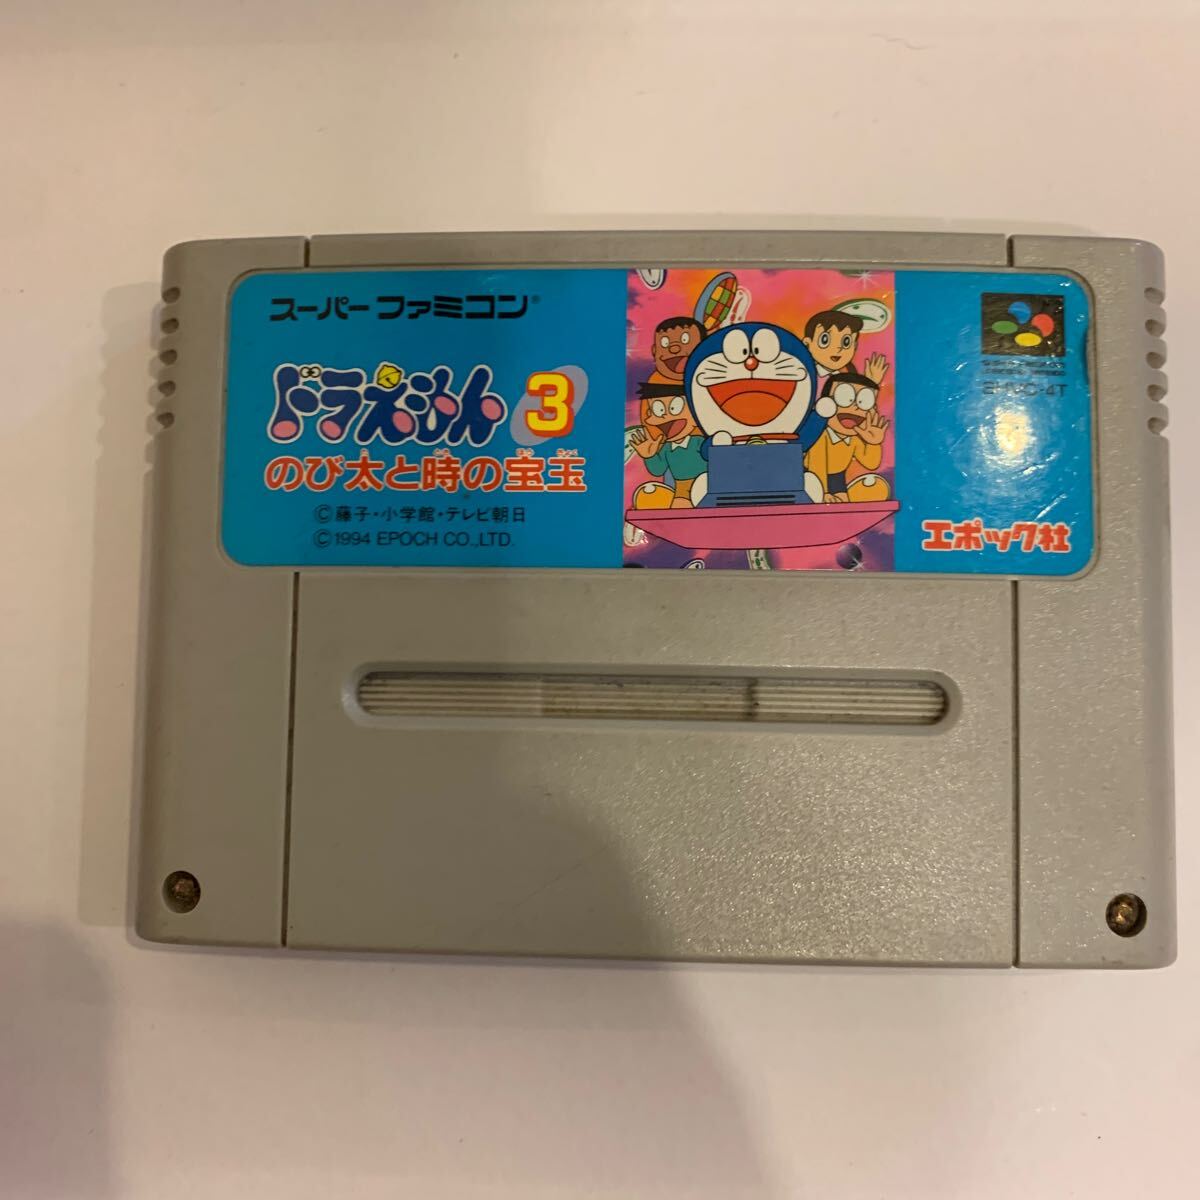 スーパーファミコン®
ドラえもん3
のび太と時の宝玉
©藤子・小学館・テレビ朝日
©1994 EPOCH CO.,LTD.
SHVC-4T
エポック社